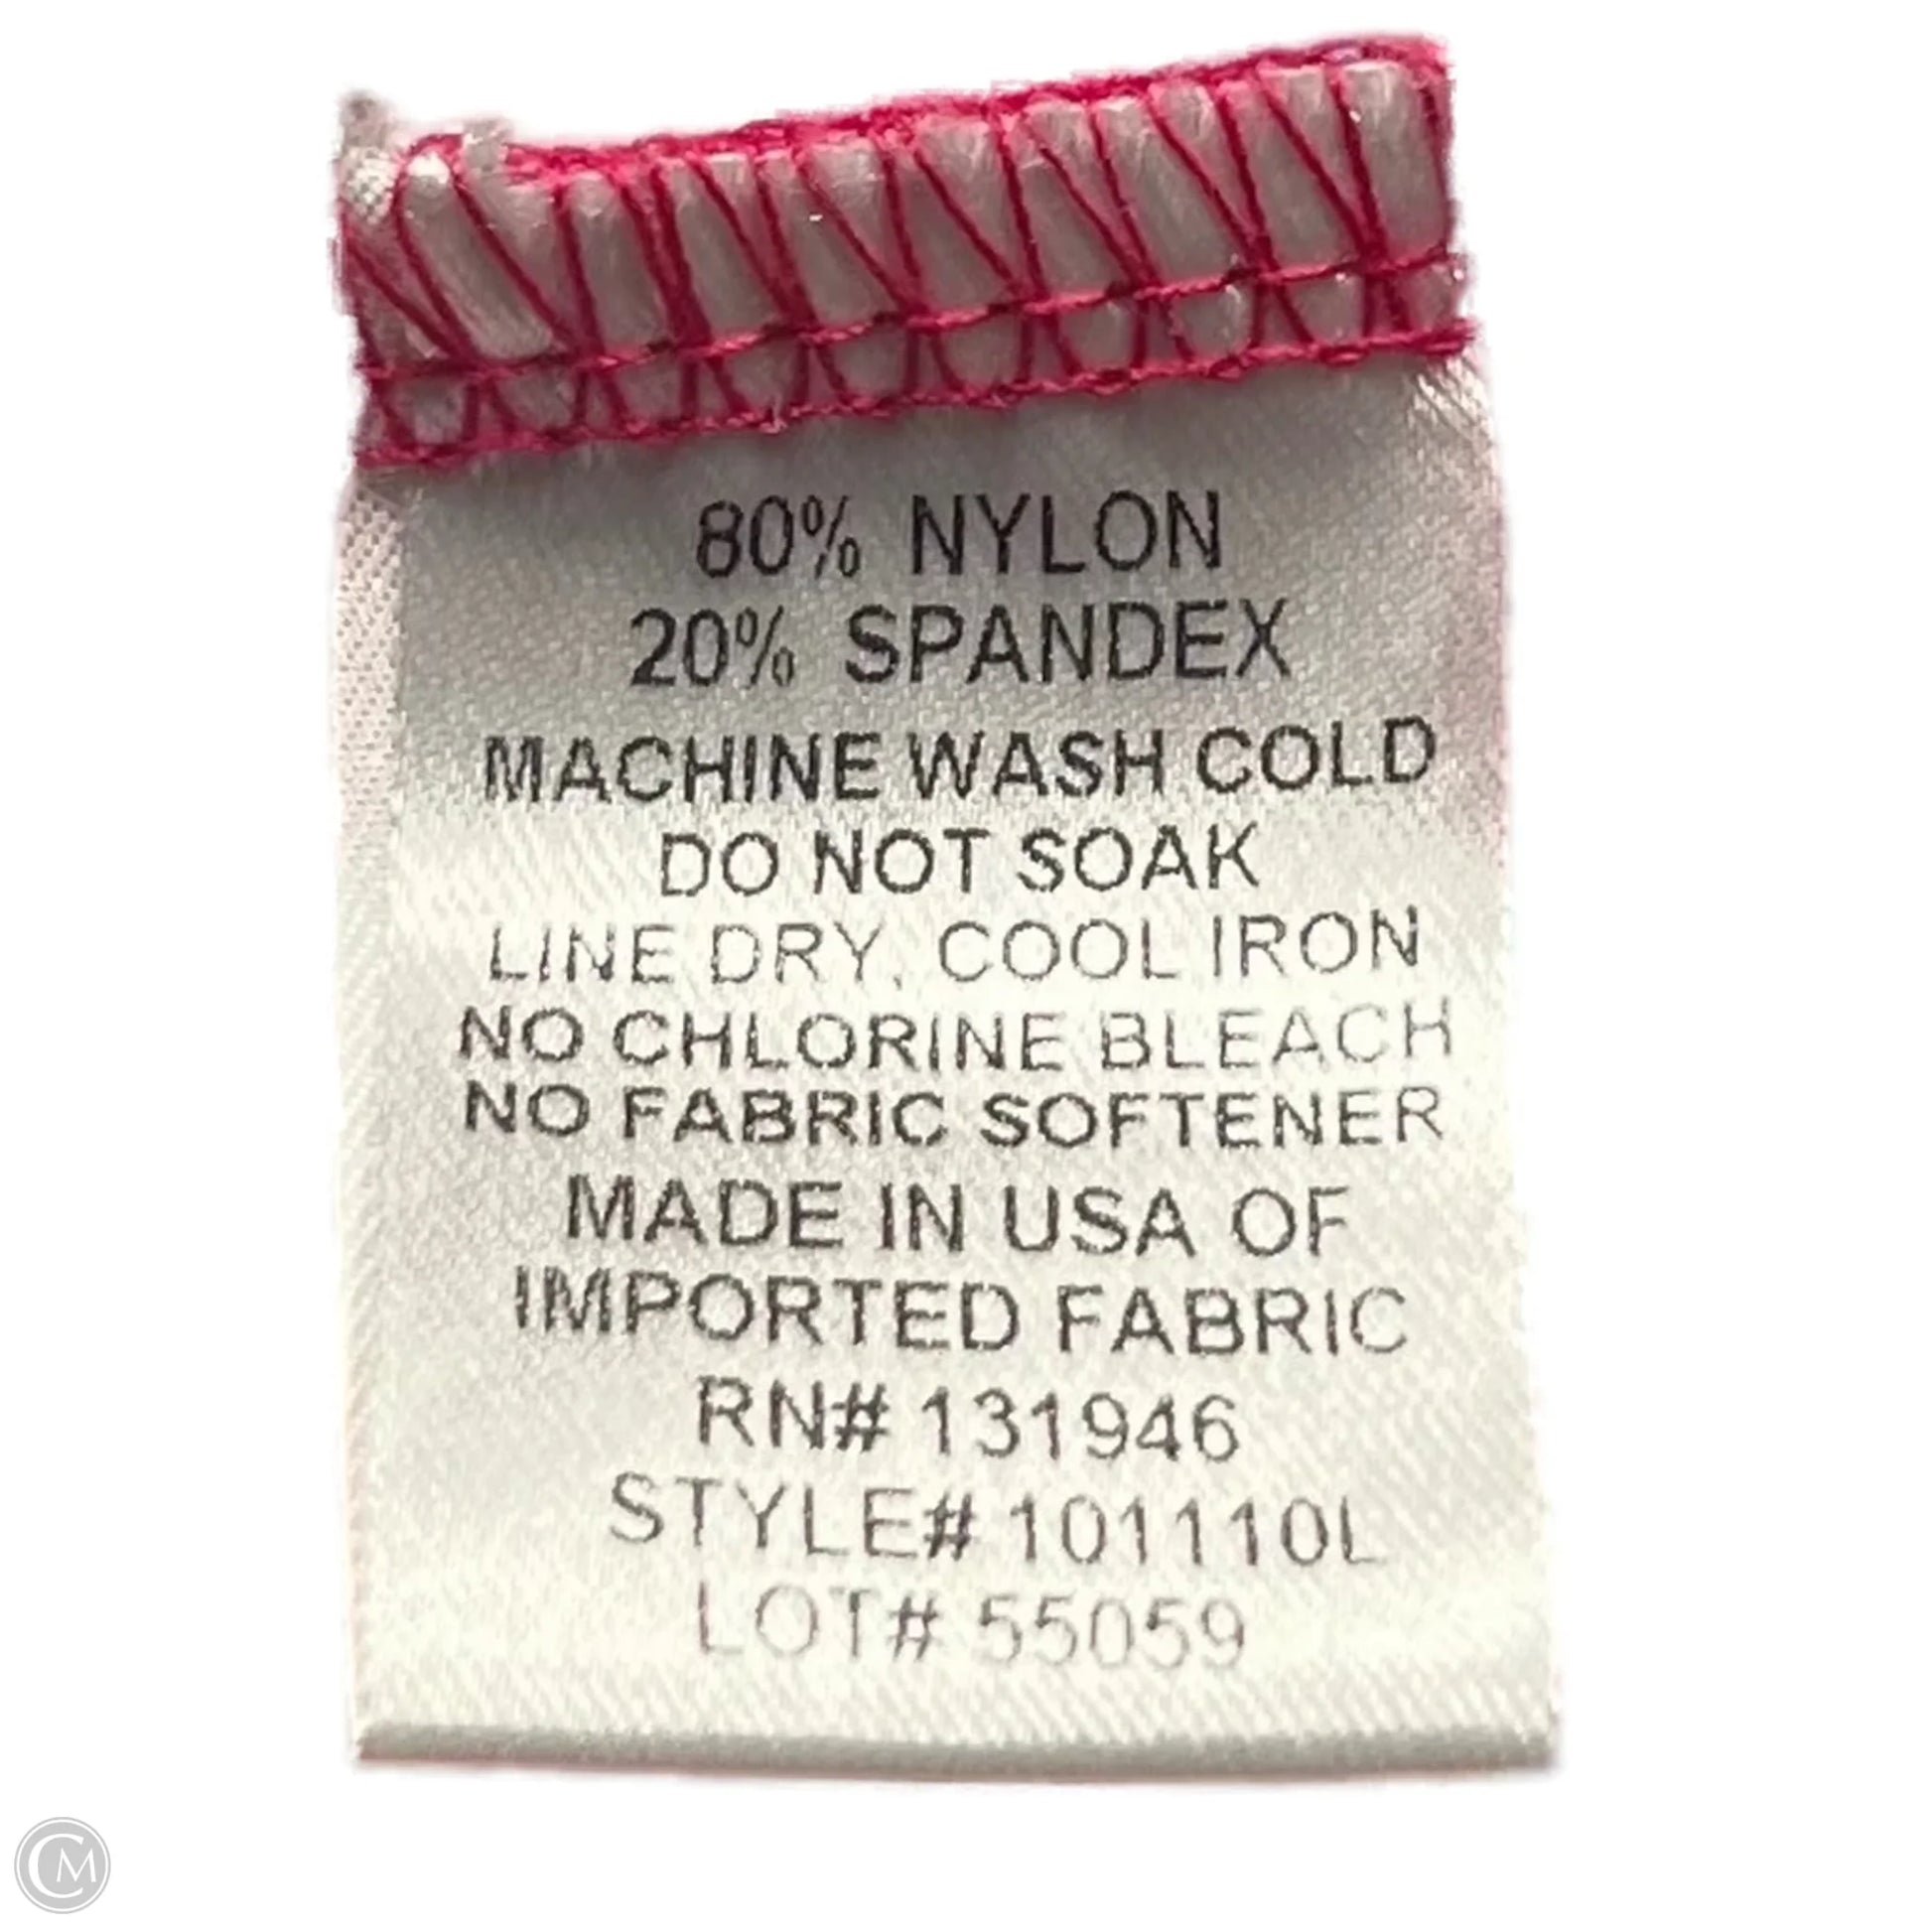 80% NYLON
20% SPANDEX
MACHINE WASH COLD
DO NOT SOAK
LINE DRY, COOL IRON
NO CHLORINE BLEACH
NO FABRIC SOFTENER
MADE IN USA OF
IMPORTED FABRIC
RN# 131946
STYLE# 101110L
LOT# 55059
CM